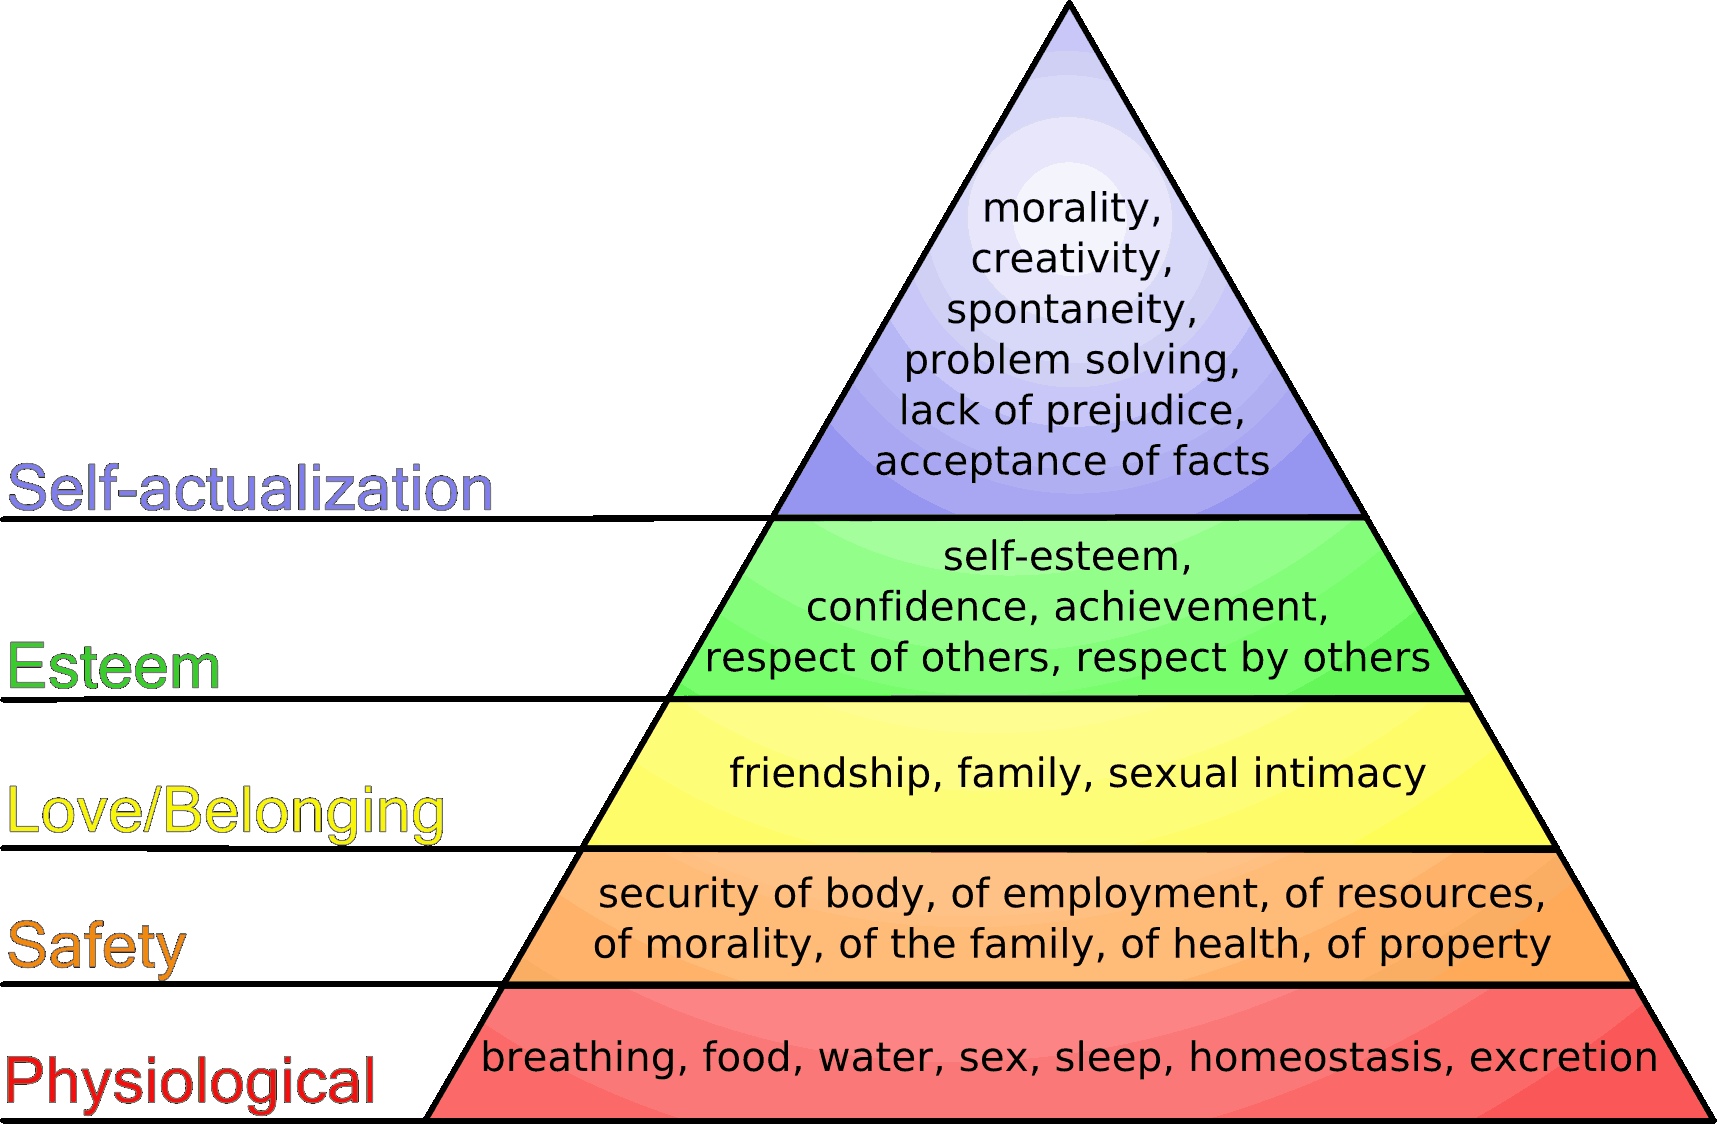 morality,
creativity,
spontaneity,
problem solving,
lack of prejudice,
acceptance of facts
Self-actualization
self-esteem,
confidence, achievement,
respect of others, respect by others
Esteem
friendship, family, sexual intimacy
Love/Belonging
security of body, of employment, of resources,
of morality, of the family, of health, of property
Safety
breathing, food, water, sex, sleep, homeostasis, excretion
Physiological